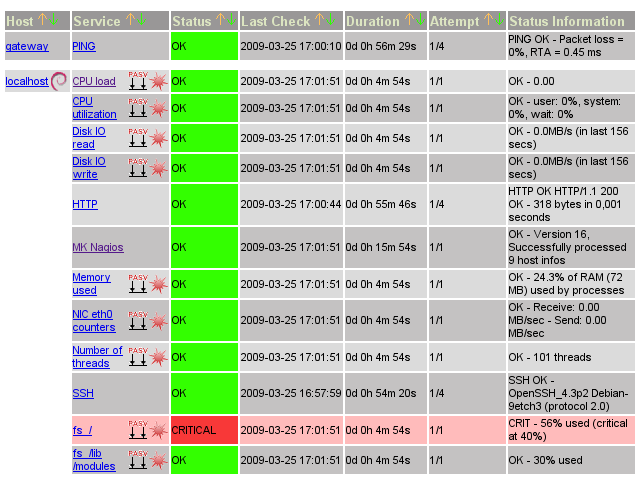 Host Service Status Last Check Duration Attempt Status Information
gateway PING OK 2009-03-25 17:00:10 0d 0h 56m 29s 1/4 PING OK - Packet loss =
0%, RTA = 0.45 ms
localhost CPU load PASV OK 2009-03-25 17:01:51 0d 0h 4m 54s 1/1 OK - 0.00
CPU PASV OK 2009-03-25 17:01:51 0d 0h 4m 54s 1/1 OK - user: 0%, system:
utilization 0%, wait: 0%
Disk IO PASV OK 2009-03-25 17:01:51 0d 0h 4m 54s 1/1 OK - 0.0MB/s (in last 156
read secs)
Disk IO PASV OK 2009-03-25 17:01:51 0d 0h 4m 54s 1/1 OK - 0.0MB/s (in last 156
write secs)
HTTP OK 2009-03-25 17:00:44 0d 0h 55m 46s 1/4 HTTP OK HTTP/1.1 200
OK - 318 bytes in 0,001
seconds
MK Nagios OK 2009-03-25 17:01:51 0d 0h 15m 54s 1/1 OK - Version 16,
Successfully processed
9 host infos
Memory PASV OK 2009-03-25 17:01:51 0d 0h 4m 54s 1/1 OK - 24.3% of RAM (72
used MB) used by processes
NIC eth0 PASV OK 2009-03-25 17:01:51 0d 0h 4m 54s 1/1 OK - Receive: 0.00
counters MB/sec - Send: 0.00
MB/sec
Number of PASV OK 2009-03-25 17:01:51 0d 0h 4m 54s 1/1 OK - 101 threads
threads
SSH OK 2009-03-25 16:57:59 0d 0h 54m 20s 1/4 SSH OK -
OpenSSH_4.3p2 Debian-
9etch3 (protocol 2.0)
fs_/ PASV CRITICAL 2009-03-25 17:01:51 0d 0h 4m 54s 1/1 CRIT - 56% used (critical
at 40%)
fs_/lib PASV OK 2009-03-25 17:01:51 0d 0h 4m 54s 1/1 OK - 30% used
/modules